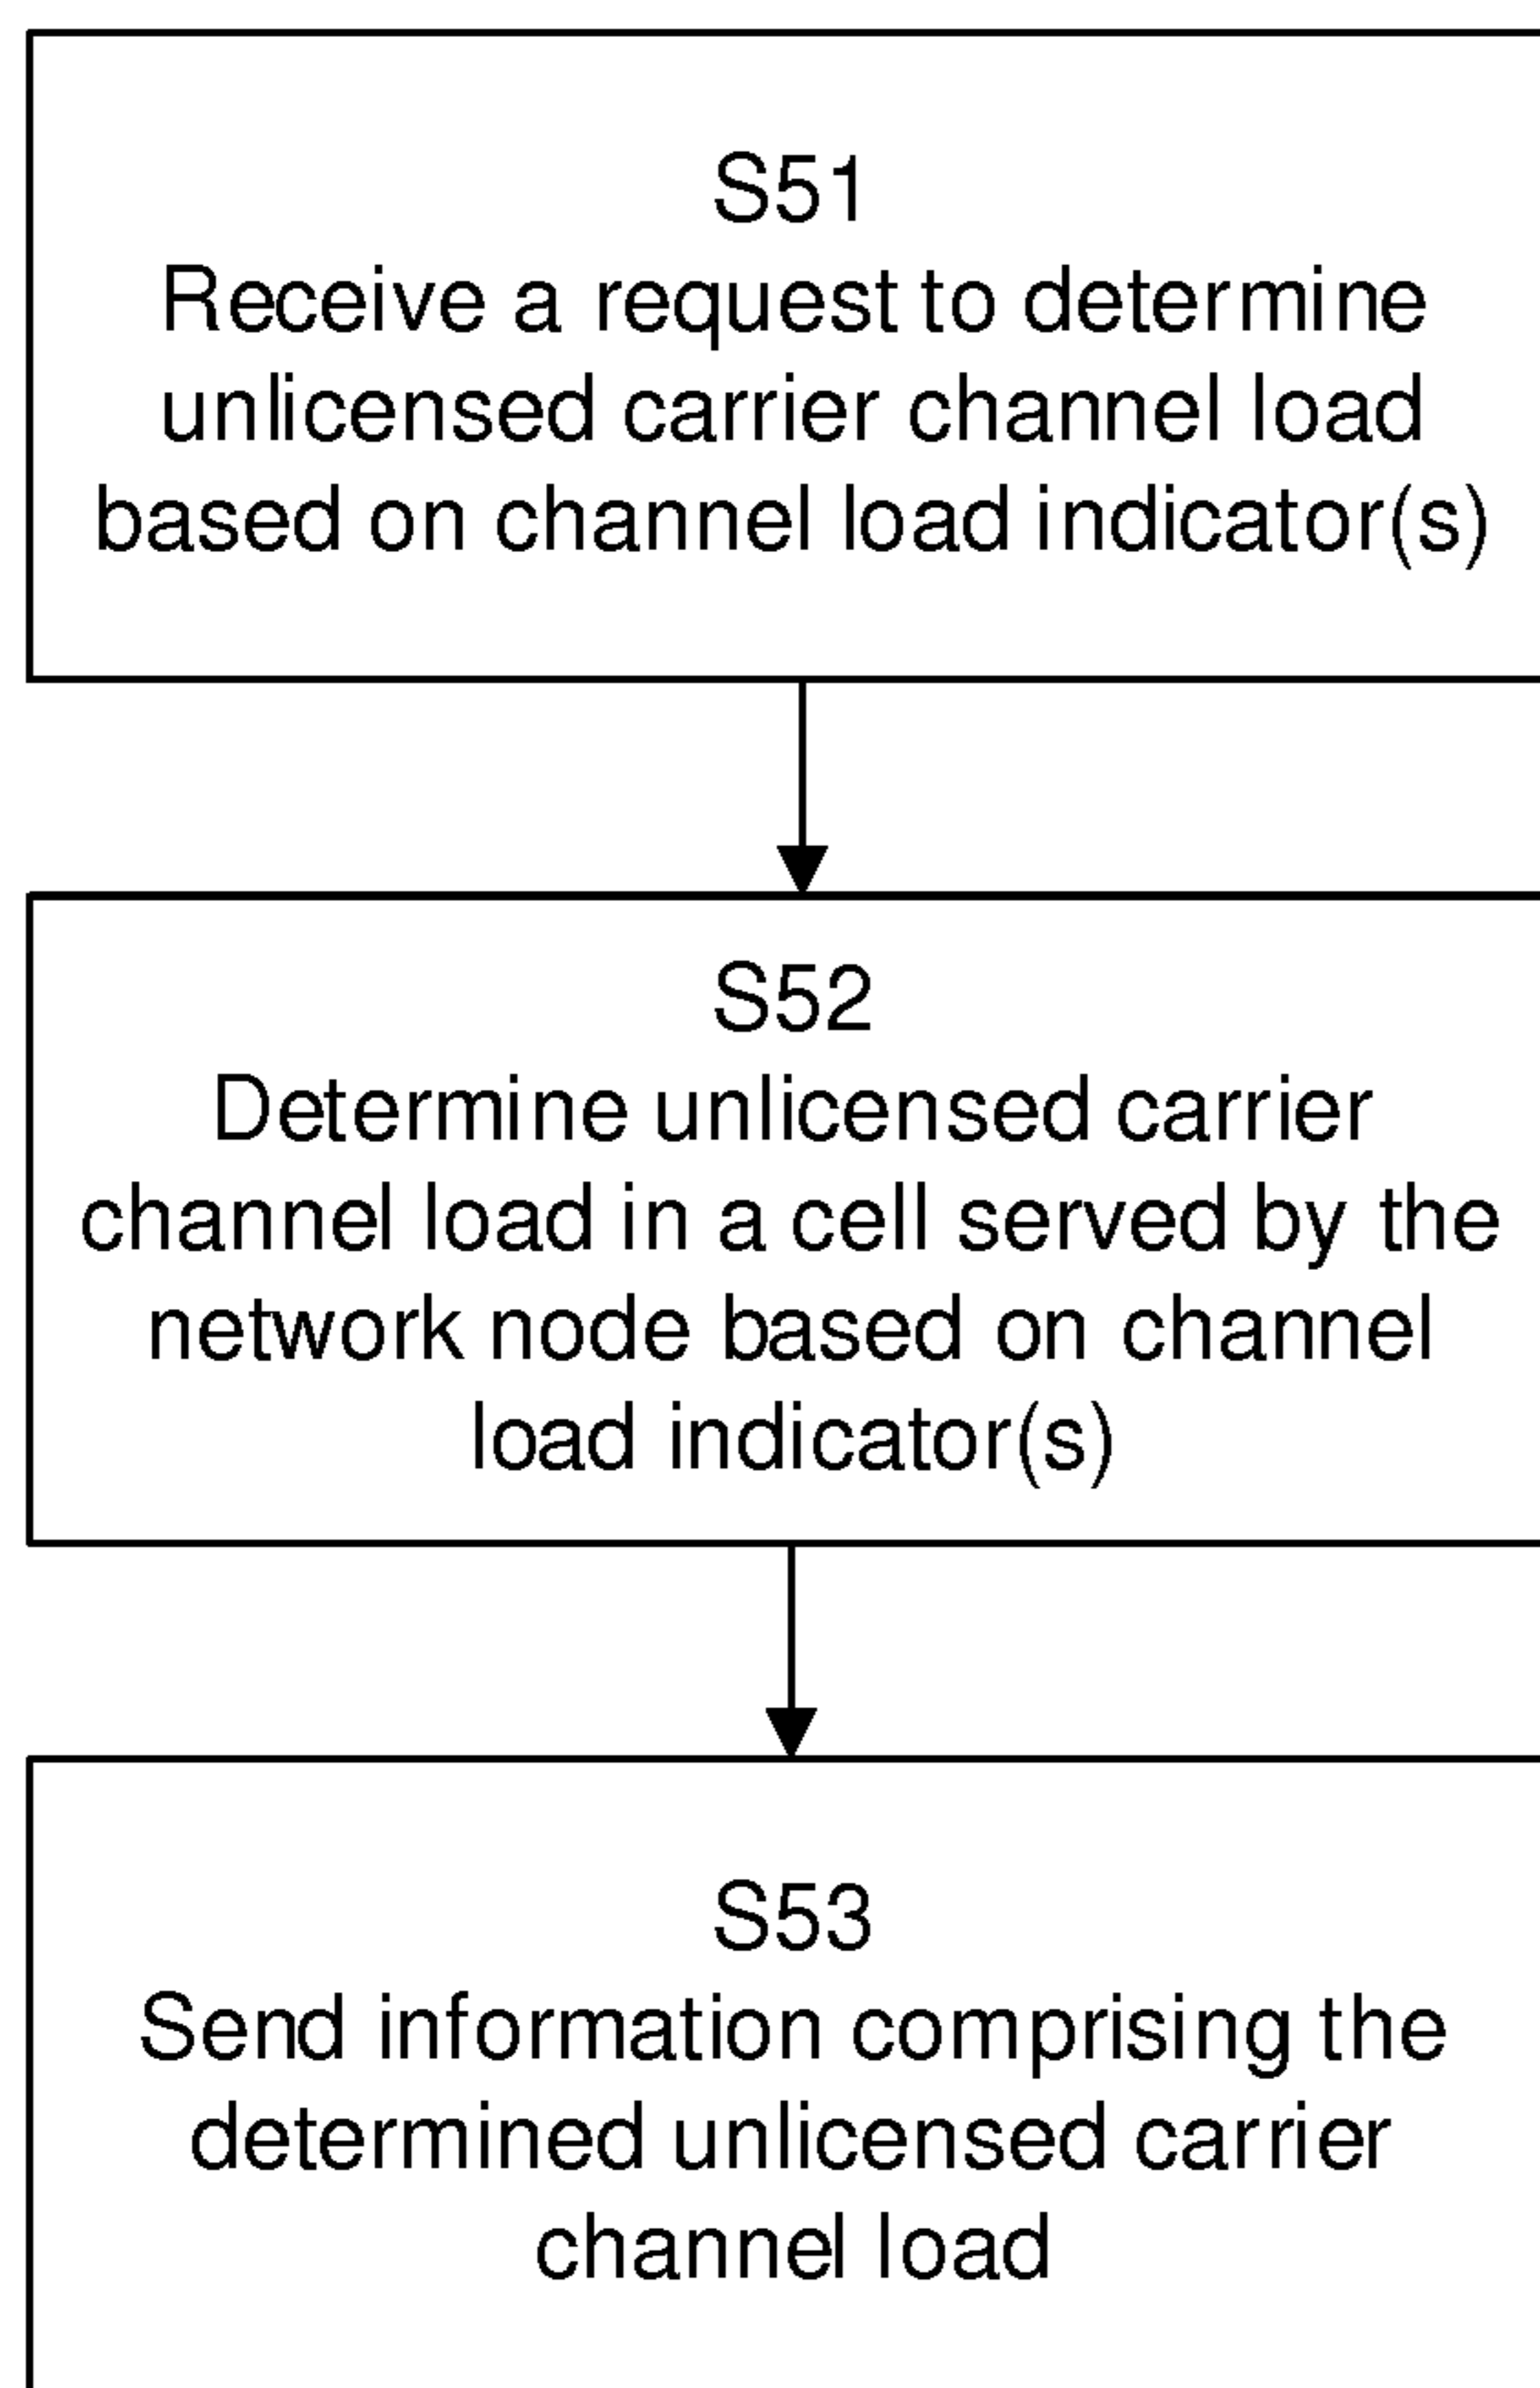 S51
Receive a request to determine
unlicensed carrier channel load
based on channel load indicator(s)
S52
Determine unlicensed carrier
channel load in a cell served by the
network node based on channel
load indicator(s)
S53
Send information comprising the
determined unlicensed carrier
channel load